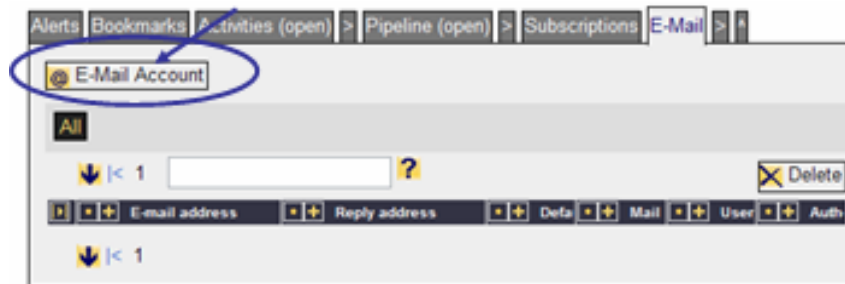 Alerts Bookmarks Activities (open) > Pipeline (open) > Subscriptions E-Mail > ^
@ E-Mail Account
All
|< 1 ? Delete
E-mail address Reply address Defa Mail User Auth
|< 1